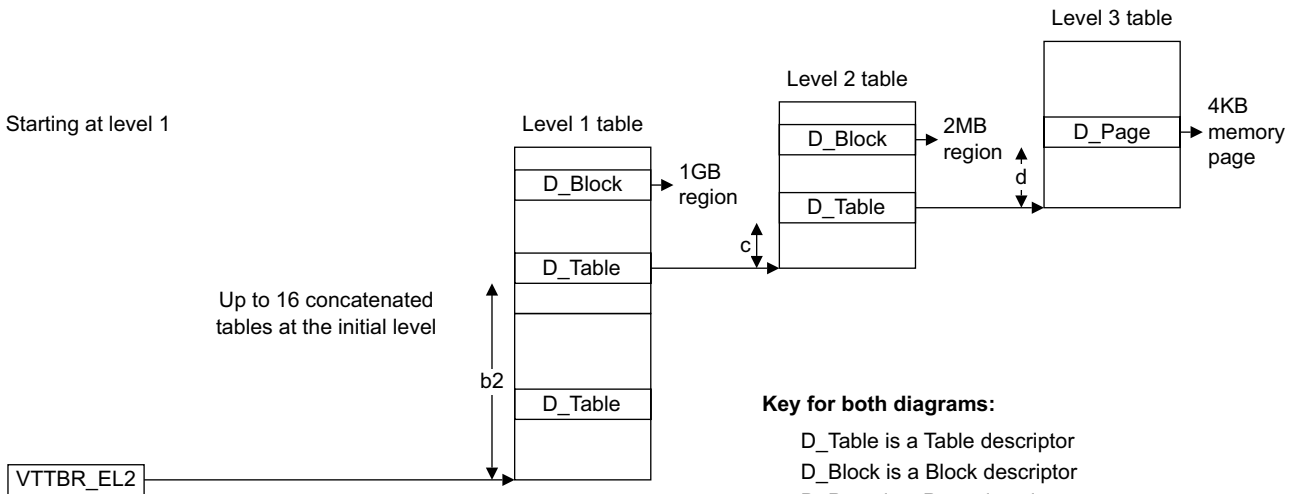 Level 3 table
Level 2 table
Starting at level 1
Level 1 table
4KB
memory
page
D_Page
2MB
region
D_Block
d
1GB
region
D_Block
D_Table
c
D_Table
Up to 16 concatenated
tables at the initial level
b2
D_Table
Key for both diagrams:
D_Table is a Table descriptor
D_Block is a Block descriptor
VTTBR_EL2